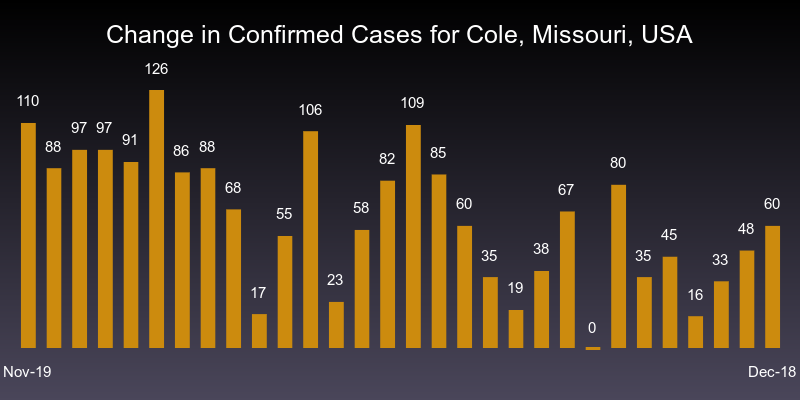 Change in Confirmed Cases for Cole, Missouri, USA
110 88 97 97 91 126 86 88 68 17 55 106 23 58 82 109 85 60 35 19 38 67 0 80 35 45 16 33 48 60
Nov-19 Dec-18